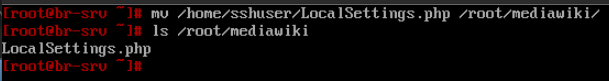 [root@br-srv ~]# mv /home/sshuser/LocalSettings.php /root/mediawiki/
[root@br-srv ~]# ls /root/mediawiki
LocalSettings.php
[root@br-srv ~]#